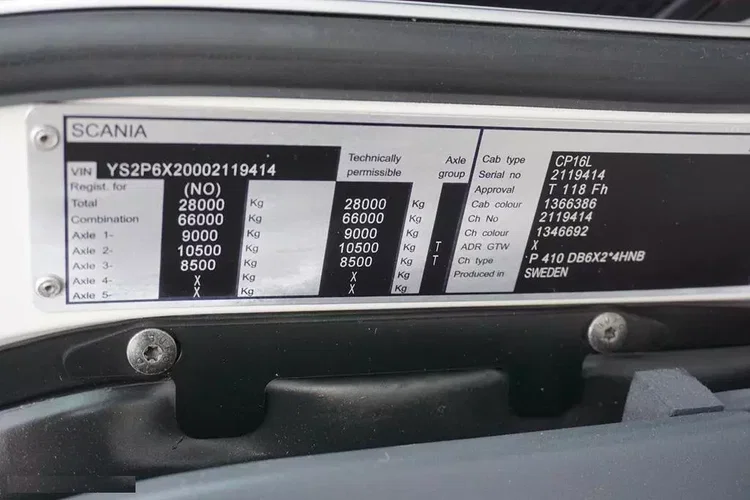 SCANIA
VIN YS2P6X20002119414 Technically permissible Axle group
Regist. for (NO)
Total 28000 Kg 28000 Kg
Combination 66000 Kg 66000 Kg
Axle 1- 9000 Kg 9000 Kg
Axle 2- 10500 Kg 10500 Kg T
Axle 3- 8500 Kg 8500 Kg T
Axle 4- X Kg X Kg
Axle 5- X Kg X Kg
Cab type CP16L
Serial no 2119414
Approval T 118 Fh
Cab colour 1366386
Ch No 2119414
Ch colour 1346692
ADR GTW X
Ch type P 410 DB6X2*4HNB
Produced in SWEDEN